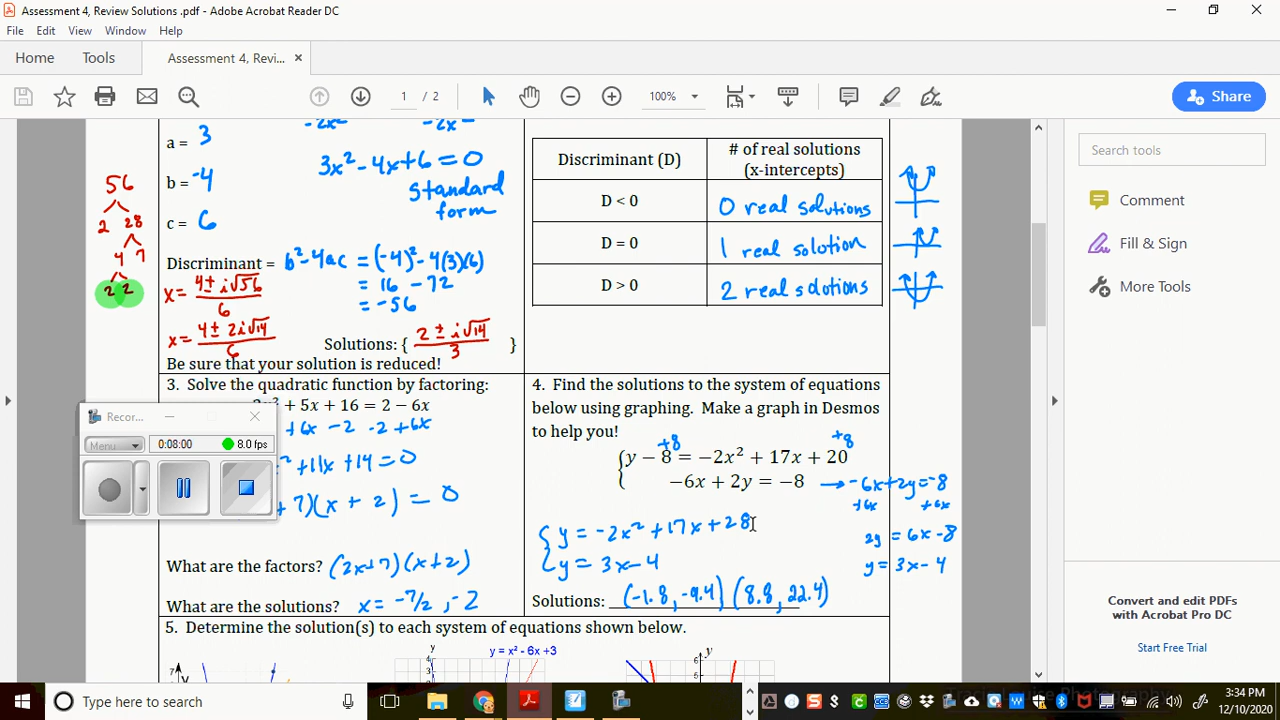 Assessment 4, Review Solutions .pdf - Adobe Acrobat Reader DC
File Edit View Window Help
Home Tools Assessment 4, Revi... ×
1 / 2 100% Share
-2x² -2x
a = 3
3x² - 4x + 6 = 0
b = -4
standard form
c = 6
56
2 28
4 7
2 2
Discriminant = b² - 4ac = (-4)² - 4(3)(6)
= 16 - 72
= -56
x = 4 ± i√56 / 6
x = 4 ± 2i√14 / 6
Solutions: { 2 ± i√14 / 3 }
Be sure that your solution is reduced!
Discriminant (D) # of real solutions (x-intercepts)
D < 0 0 real solutions
D = 0 1 real solution
D > 0 2 real solutions
3. Solve the quadratic function by factoring:
+ 5x + 16 = 2 − 6x
+6x -2 -2 +6x
+11x + 14 = 0
7)(x + 2) = 0
What are the factors? (2x+7)(x+2)
What are the solutions? x = -7/2, -2
4. Find the solutions to the system of equations
below using graphing. Make a graph in Desmos
to help you!
+8 +8
y − 8 = −2x² + 17x + 20
−6x + 2y = −8 → -6x+2y=-8
+6x +6x
2y = 6x-8
y = 3x-4
y = -2x² + 17x + 28
y = 3x-4
Solutions: (-1.8, -9.4) (8.8, 22.4)
5. Determine the solution(s) to each system of equations shown below.
y = x² - 6x +3
y
4
3
7
y
6
5
Recor...
Menu 0:08:00 8.0 fps
Search tools
Comment
Fill & Sign
More Tools
Convert and edit PDFs
with Acrobat Pro DC
Start Free Trial
Type here to search
3:34 PM
12/10/2020